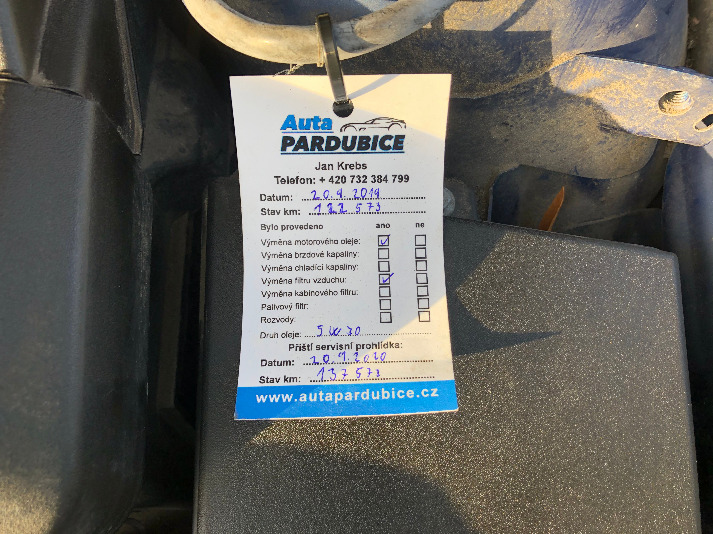 Auta
PARDUBICE
Jan Krebs
Telefon: + 420 732 384 799
Datum: 20.9.2019
Stav km: 122 573
Bylo provedeno ano ne
Výměna motorového oleje:
Výměna brzdové kapaliny:
Výměna chladící kapaliny:
Výměna filtru vzduchu:
Výměna kabinového filtru:
Palivový filtr:
Rozvody:
Druh oleje: 5W30
Příští servisní prohlídka:
Datum: 20.9.2020
Stav km: 137 573
www.autapardubice.cz